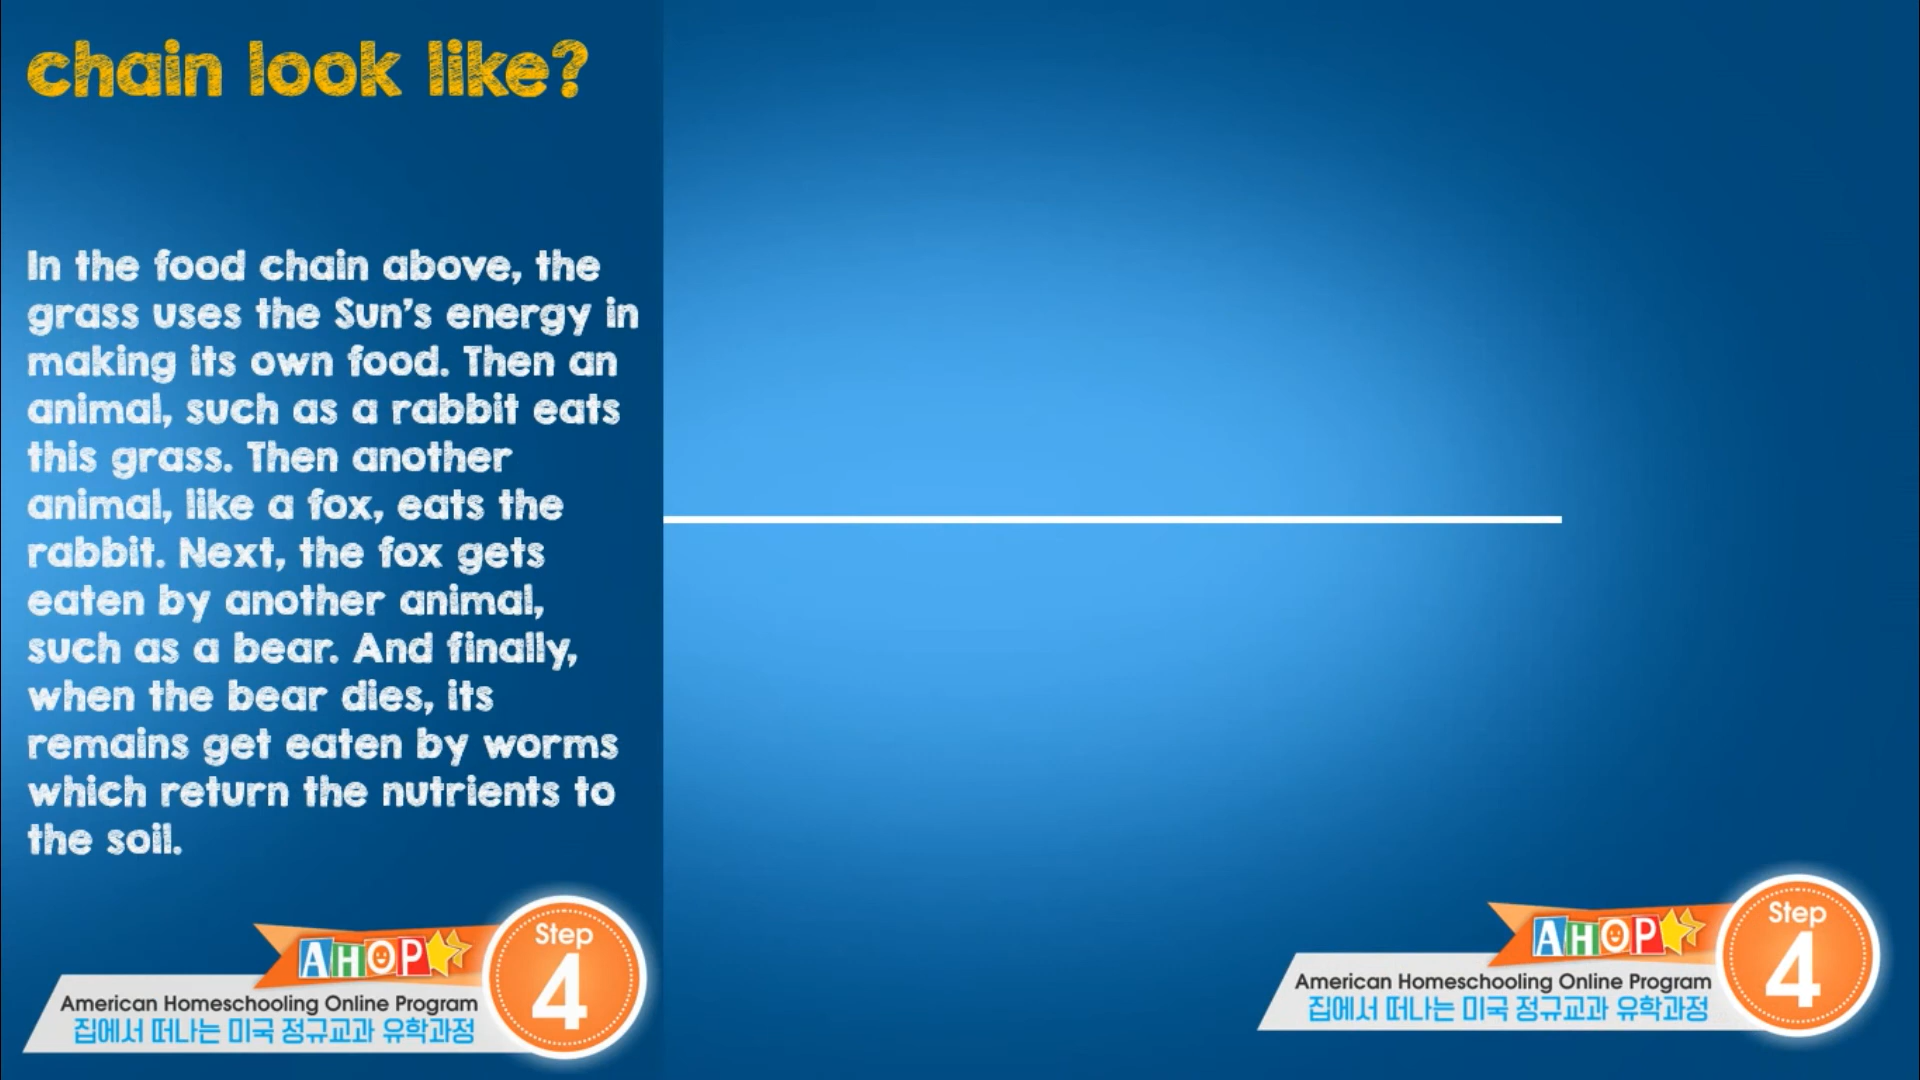 chain look like?
In the food chain above, the
grass uses the Sun's energy in
making its own food. Then an
animal, such as a rabbit eats
this grass. Then another
animal, like a fox, eats the
rabbit. Next, the fox gets
eaten by another animal,
such as a bear. And finally,
when the bear dies, its
remains get eaten by worms
which return the nutrients to
the soil.
AHOP
Step
4
American Homeschooling Online Program
집에서 떠나는 미국 정규교과 유학과정
AHOP
Step
4
American Homeschooling Online Program
집에서 떠나는 미국 정규교과 유학과정